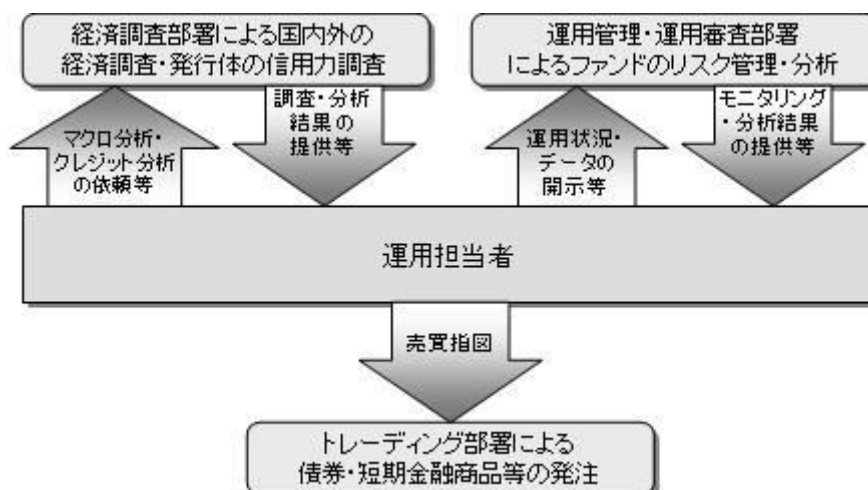 経済調査部署による国内外の
経済調査・発行体の信用力調査
運用管理・運用審査部署
によるファンドのリスク管理・分析
マクロ分析・
クレジット分析
の依頼等
調査・分析
結果の
提供等
運用状況・
データの
開示等
モニタリング
・分析結果
の提供等
運用担当者
売買指図
トレーディング部署による
債券・短期金融商品等の発注